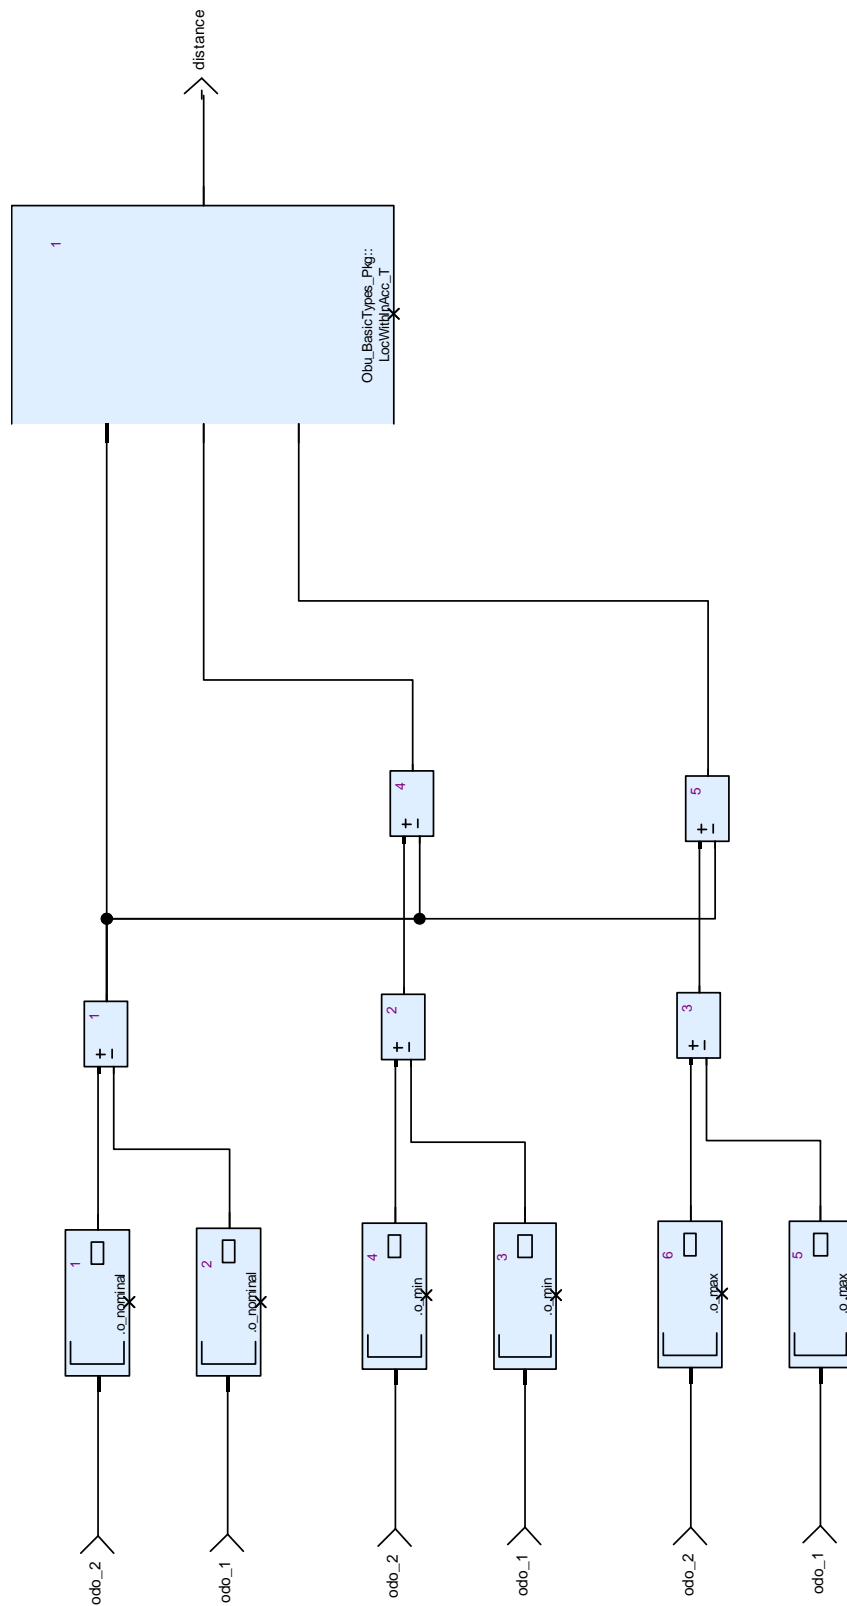 odo_2
1
.o_nominal
1
+
-
1
distance
odo_1
2
.o_nominal
Obu_BasicTypes_Pkg::
LocWithInAcc_T
odo_2
4
.o_min
2
+
-
4
+
-
odo_1
3
.o_min
odo_2
6
.o_max
3
+
-
5
+
-
odo_1
5
.o_max